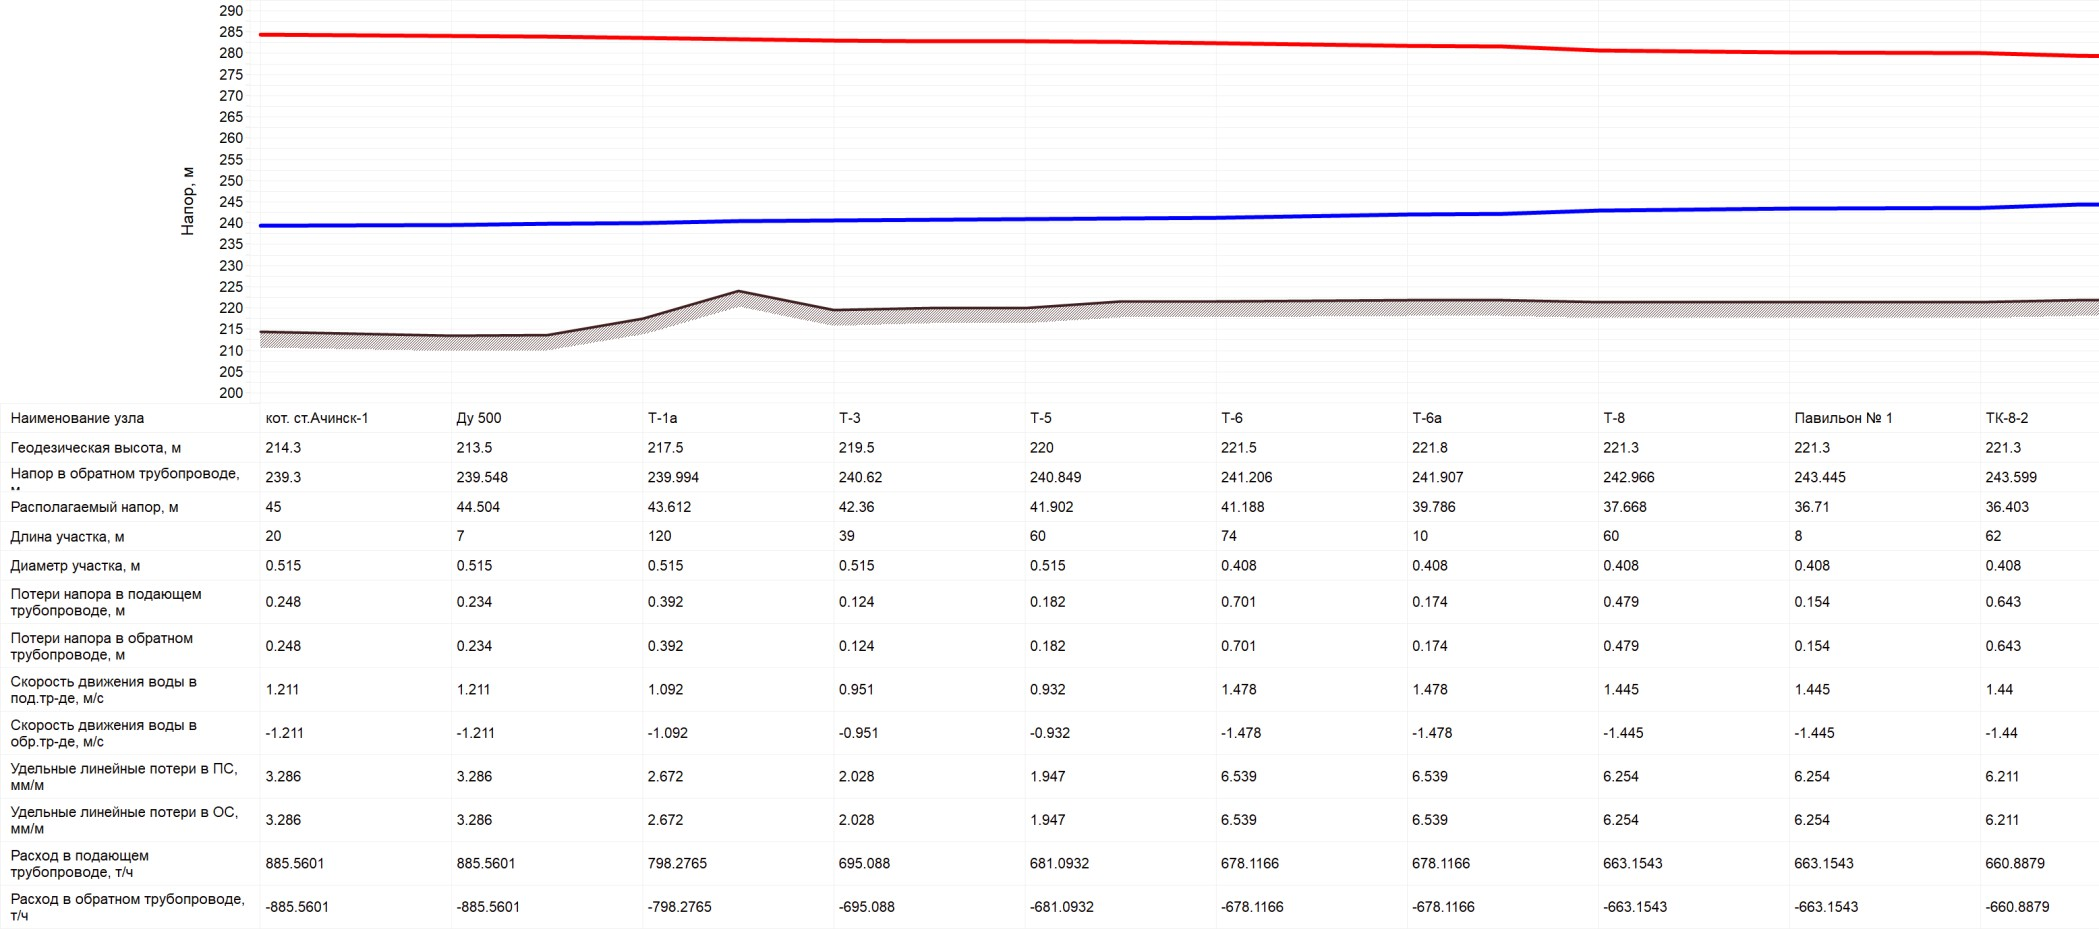 290
285
280
275
270
265
260
255
250
245
240
235
230
225
220
215
210
205
200
Напор, м
Наименование узла кот. ст.Ачинск-1 Ду 500 Т-1а Т-3 Т-5 Т-6 Т-6а Т-8 Павильон № 1 ТК-8-2
Геодезическая высота, м 214.3 213.5 217.5 219.5 220 221.5 221.8 221.3 221.3 221.3
Напор в обратном трубопроводе, м 239.3 239.548 239.994 240.62 240.849 241.206 241.907 242.966 243.445 243.599
Располагаемый напор, м 45 44.504 43.612 42.36 41.902 41.188 39.786 37.668 36.71 36.403
Длина участка, м 20 7 120 39 60 74 10 60 8 62
Диаметр участка, м 0.515 0.515 0.515 0.515 0.515 0.408 0.408 0.408 0.408 0.408
Потери напора в подающем
трубопроводе, м 0.248 0.234 0.392 0.124 0.182 0.701 0.174 0.479 0.154 0.643
Потери напора в обратном
трубопроводе, м 0.248 0.234 0.392 0.124 0.182 0.701 0.174 0.479 0.154 0.643
Скорость движения воды в
под.тр-де, м/с 1.211 1.211 1.092 0.951 0.932 1.478 1.478 1.445 1.445 1.44
Скорость движения воды в
обр.тр-де, м/с -1.211 -1.211 -1.092 -0.951 -0.932 -1.478 -1.478 -1.445 -1.445 -1.44
Удельные линейные потери в ПС,
мм/м 3.286 3.286 2.672 2.028 1.947 6.539 6.539 6.254 6.254 6.211
Удельные линейные потери в ОС,
мм/м 3.286 3.286 2.672 2.028 1.947 6.539 6.539 6.254 6.254 6.211
Расход в подающем
трубопроводе, т/ч 885.5601 885.5601 798.2765 695.088 681.0932 678.1166 678.1166 663.1543 663.1543 660.8879
Расход в обратном трубопроводе,
т/ч -885.5601 -885.5601 -798.2765 -695.088 -681.0932 -678.1166 -678.1166 -663.1543 -663.1543 -660.8879